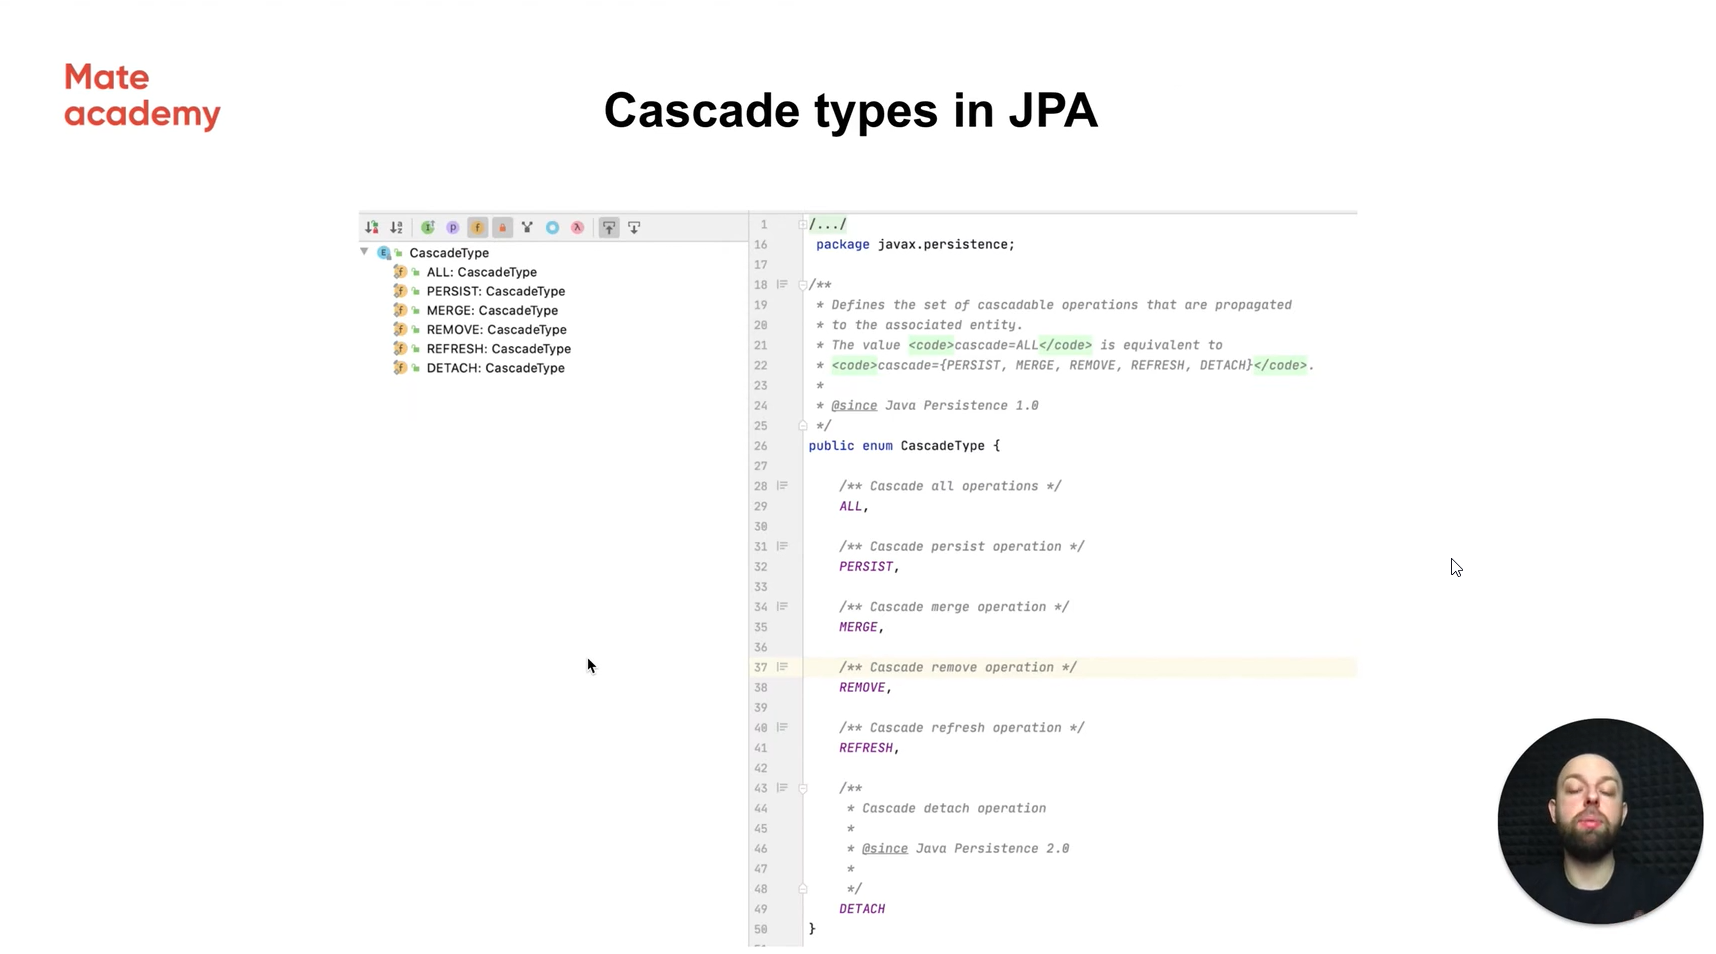 Mate
academy
Cascade types in JPA
CascadeType
ALL: CascadeType
PERSIST: CascadeType
MERGE: CascadeType
REMOVE: CascadeType
REFRESH: CascadeType
DETACH: CascadeType
1 /.../
16 package javax.persistence;
17
18 /**
19 * Defines the set of cascadable operations that are propagated
20 * to the associated entity.
21 * The value <code>cascade=ALL</code> is equivalent to
22 * <code>cascade={PERSIST, MERGE, REMOVE, REFRESH, DETACH}</code>.
23 *
24 * @since Java Persistence 1.0
25 */
26 public enum CascadeType {
27
28 /** Cascade all operations */
29 ALL,
30
31 /** Cascade persist operation */
32 PERSIST,
33
34 /** Cascade merge operation */
35 MERGE,
36
37 /** Cascade remove operation */
38 REMOVE,
39
40 /** Cascade refresh operation */
41 REFRESH,
42
43 /**
44 * Cascade detach operation
45 *
46 * @since Java Persistence 2.0
47 *
48 */
49 DETACH
50 }